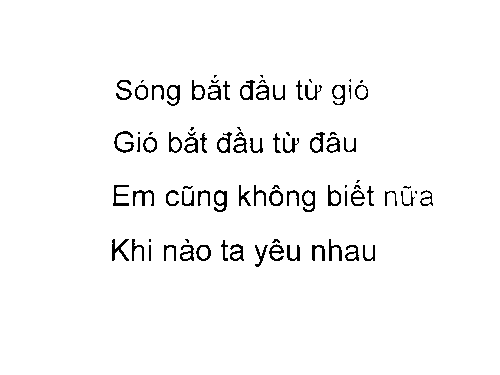 Sóng bắt đầu từ gió
Gió bắt đầu từ đâu
Em cũng không biết nữa
Khi nào ta yêu nhau